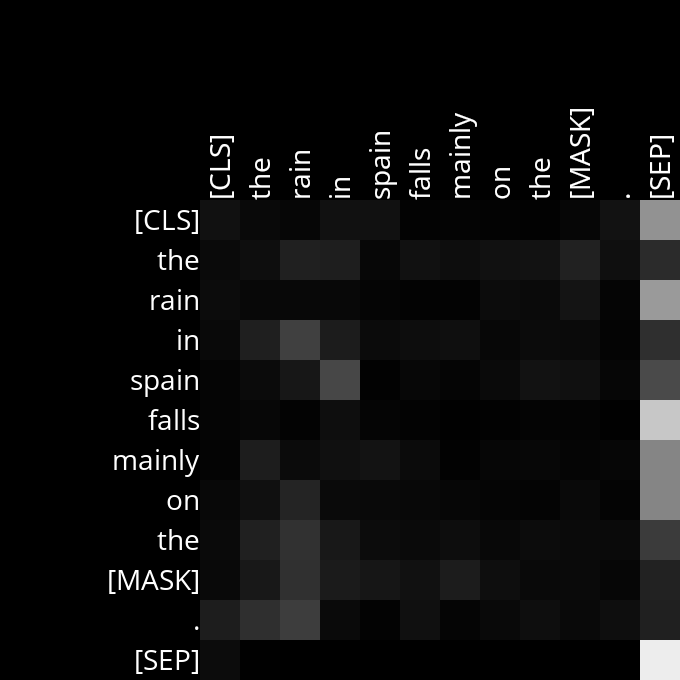 [CLS] the rain in spain falls mainly on the [MASK] . [SEP]
[CLS]
the
rain
in
spain
falls
mainly
on
the
[MASK]
.
[SEP]